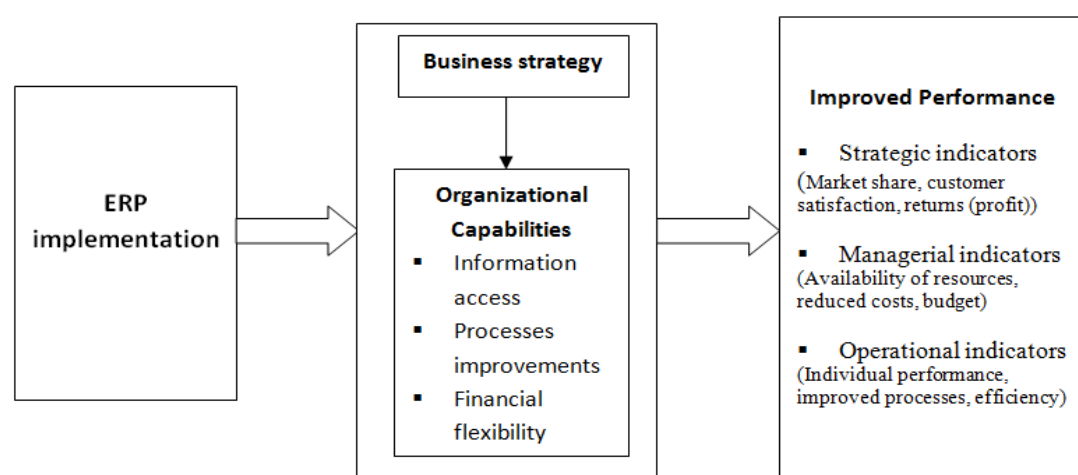 ERP
implementation
Business strategy
Organizational
Capabilities
▪ Information
access
▪ Processes
improvements
▪ Financial
flexibility
Improved Performance
▪ Strategic indicators
(Market share, customer
satisfaction, returns (profit))
▪ Managerial indicators
(Availability of resources,
reduced costs, budget)
▪ Operational indicators
(Individual performance,
improved processes, efficiency)